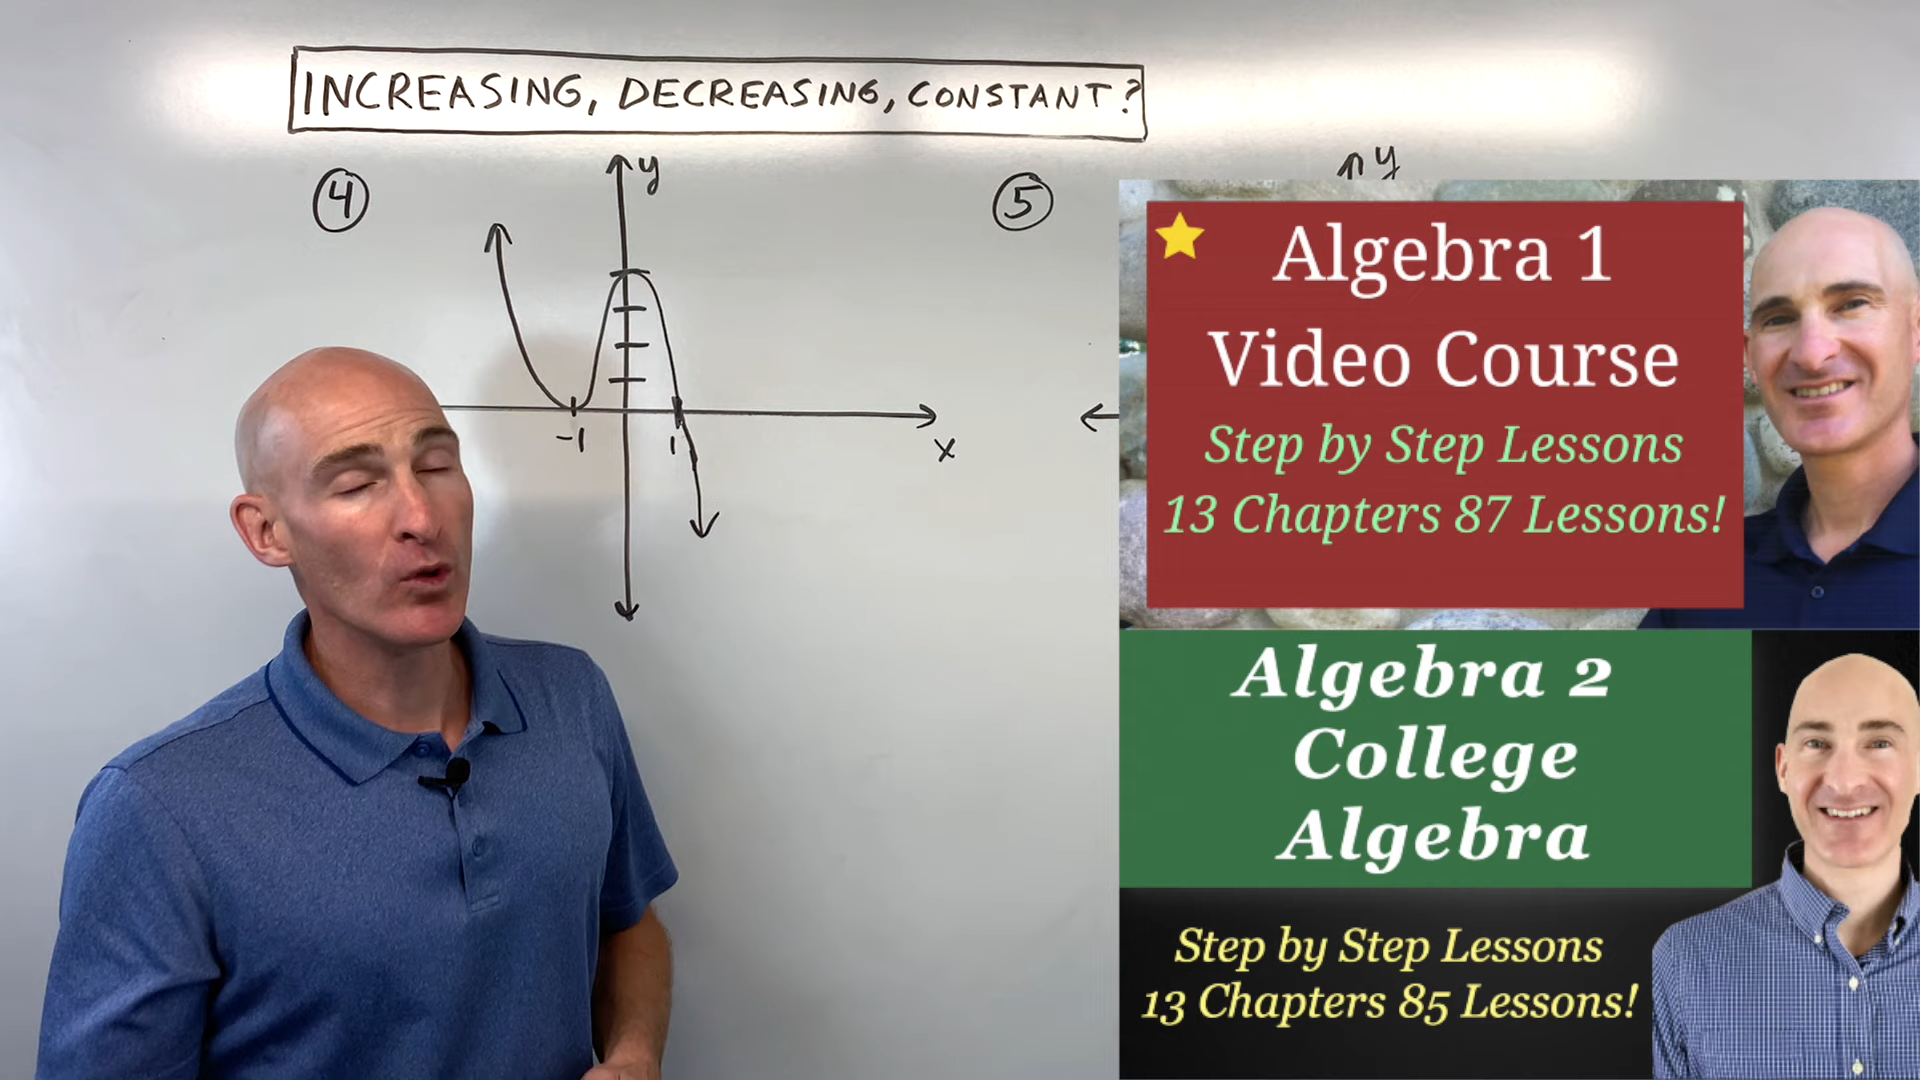 INCREASING, DECREASING, CONSTANT?
4
y
-1
1
x
5
y
Algebra 1
Video Course
Step by Step Lessons
13 Chapters 87 Lessons!
Algebra 2
College
Algebra
Step by Step Lessons
13 Chapters 85 Lessons!